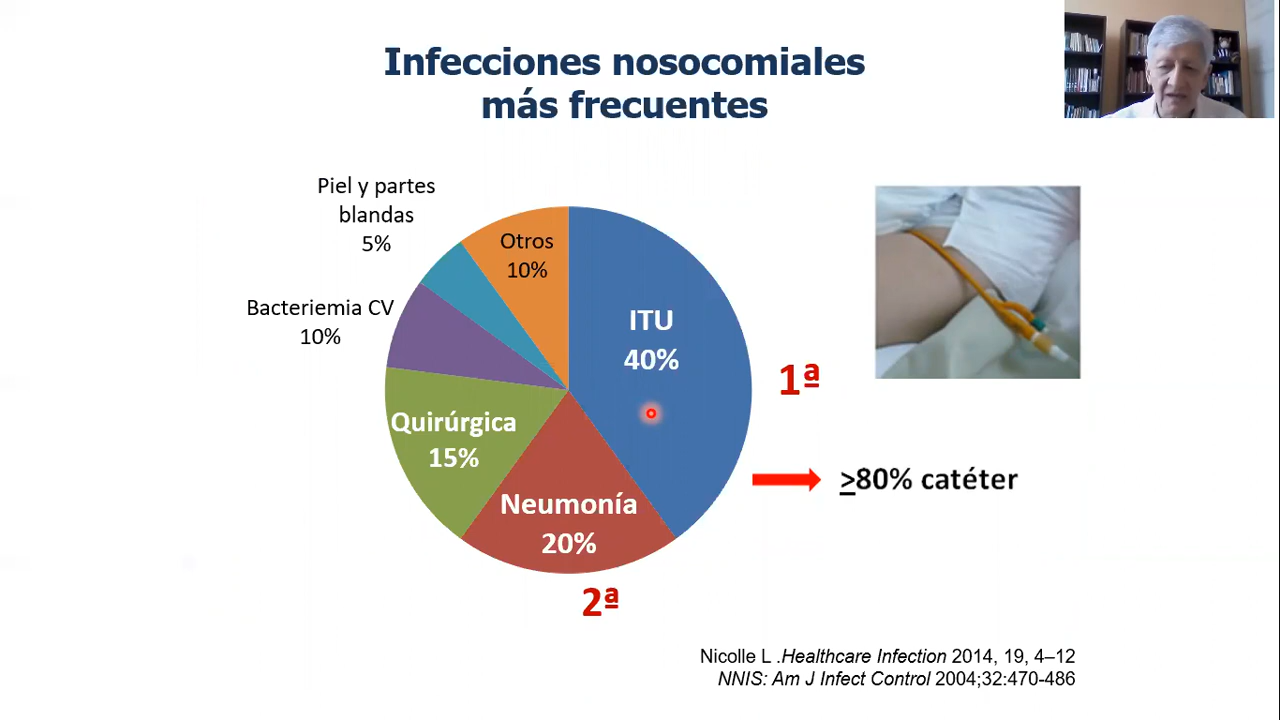 Infecciones nosocomiales
más frecuentes
Piel y partes
blandas
5%
Otros
10%
Bacteriemia CV
10%
ITU
40%
1ª
Quirúrgica
15%
≥80% catéter
Neumonía
20%
2ª
Nicolle L .Healthcare Infection 2014, 19, 4–12
NNIS: Am J Infect Control 2004;32:470-486